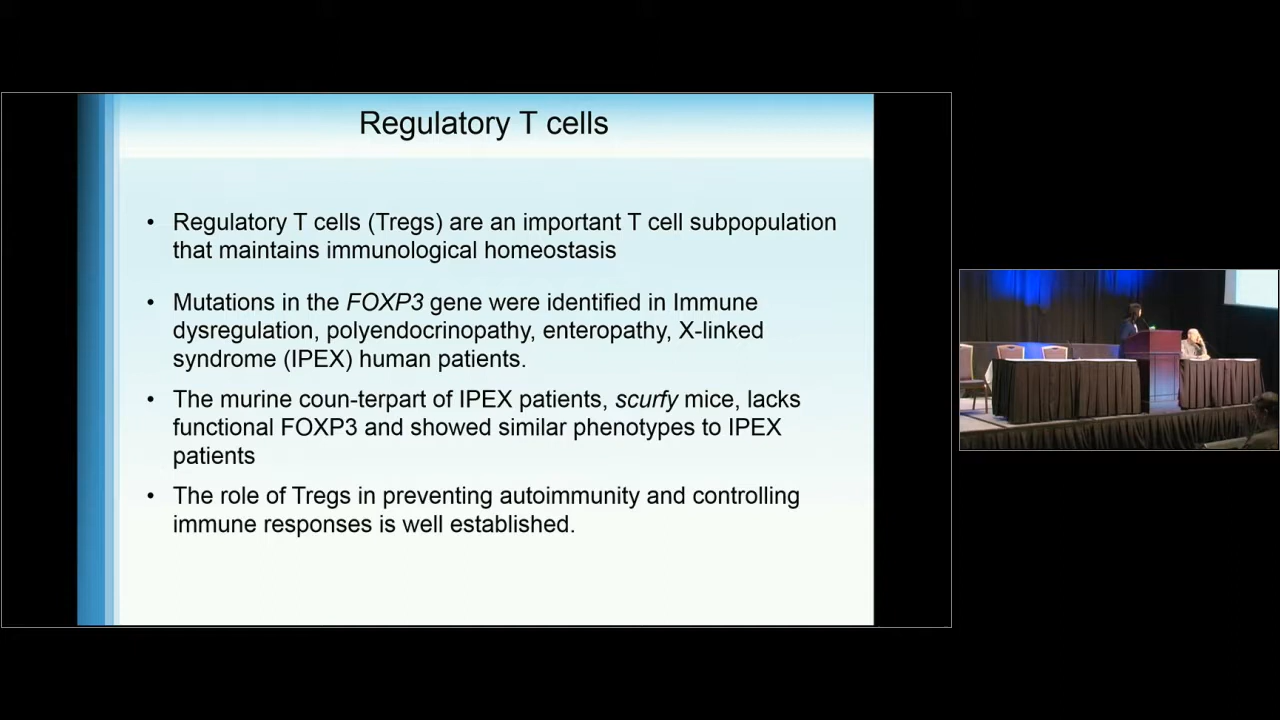 Regulatory T cells
• Regulatory T cells (Tregs) are an important T cell subpopulation
that maintains immunological homeostasis
• Mutations in the FOXP3 gene were identified in Immune
dysregulation, polyendocrinopathy, enteropathy, X-linked
syndrome (IPEX) human patients.
• The murine coun-terpart of IPEX patients, scurfy mice, lacks
functional FOXP3 and showed similar phenotypes to IPEX
patients
• The role of Tregs in preventing autoimmunity and controlling
immune responses is well established.